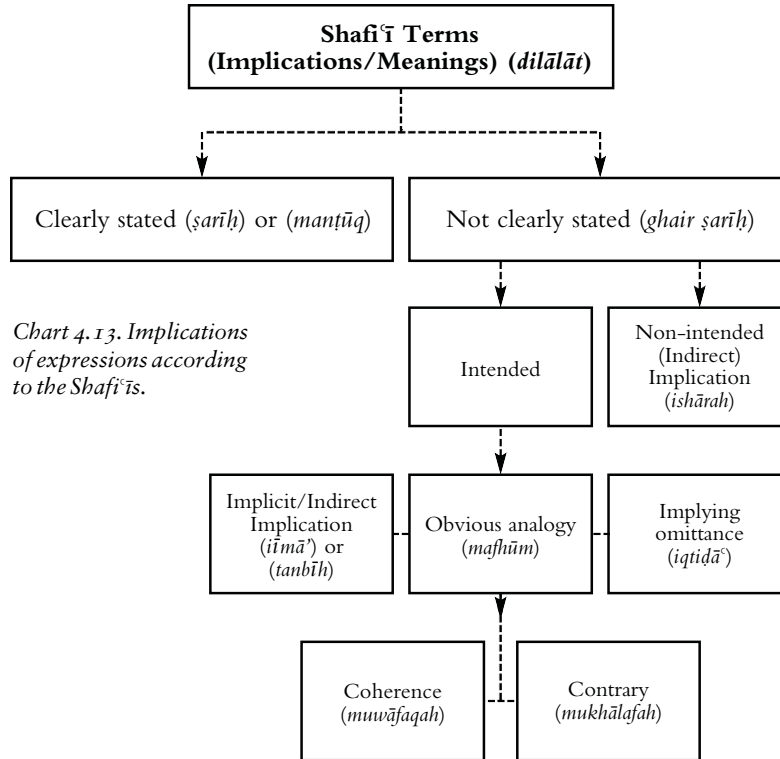 Shafiʿī Terms
(Implications/Meanings) (dilālāt)
Clearly stated (ṣarīḥ) or (manṭūq)
Not clearly stated (ghair ṣarīḥ)
Chart 4.13. Implications
of expressions according
to the Shafiʿīs.
Intended
Non-intended
(Indirect)
Implication
(ishārah)
Implicit/Indirect
Implication
(iīmā’) or
(tanbīh)
Obvious analogy
(mafhūm)
Implying
omittance
(iqtiḍāʿ)
Coherence
(muwāfaqah)
Contrary
(mukhālafah)